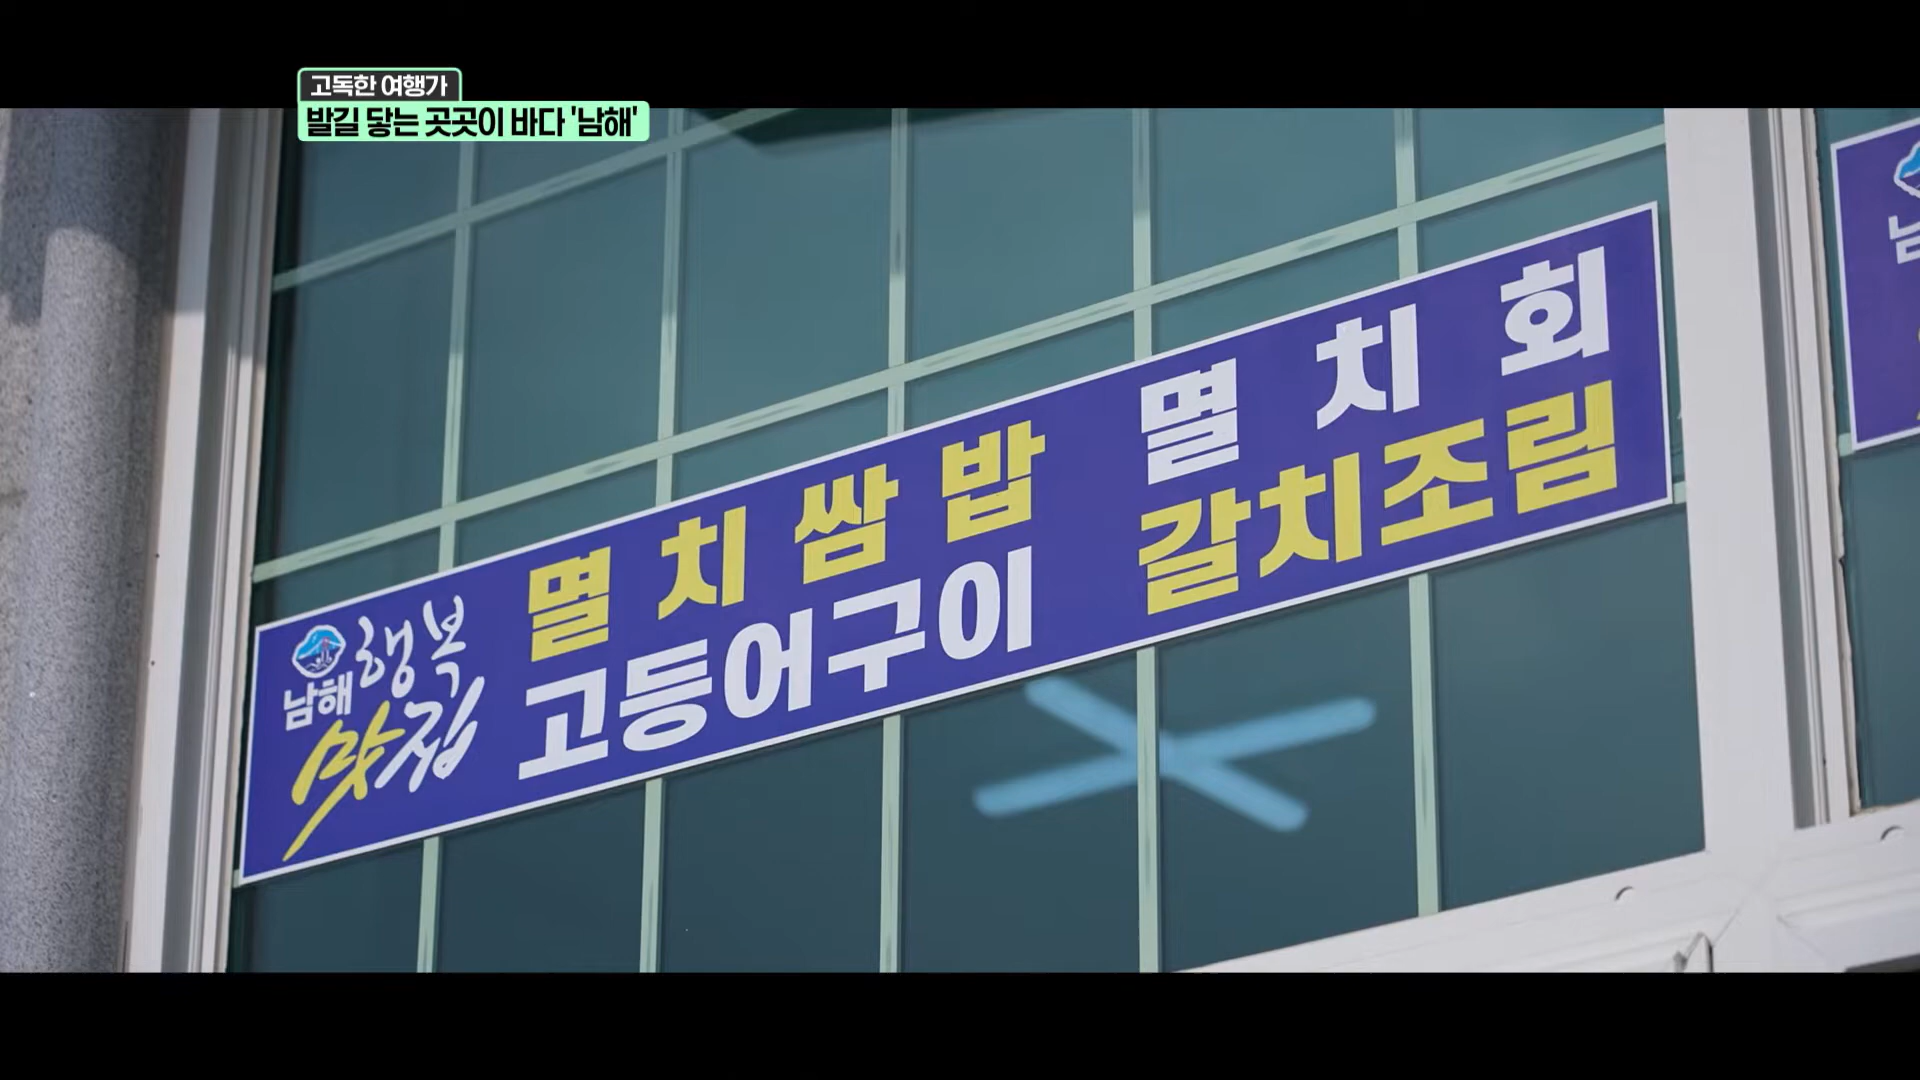 고독한 여행가
발길 닿는 곳곳이 바다 '남해'
남해 행복
맛집
멸치쌈밥 멸치회
고등어구이 갈치조림